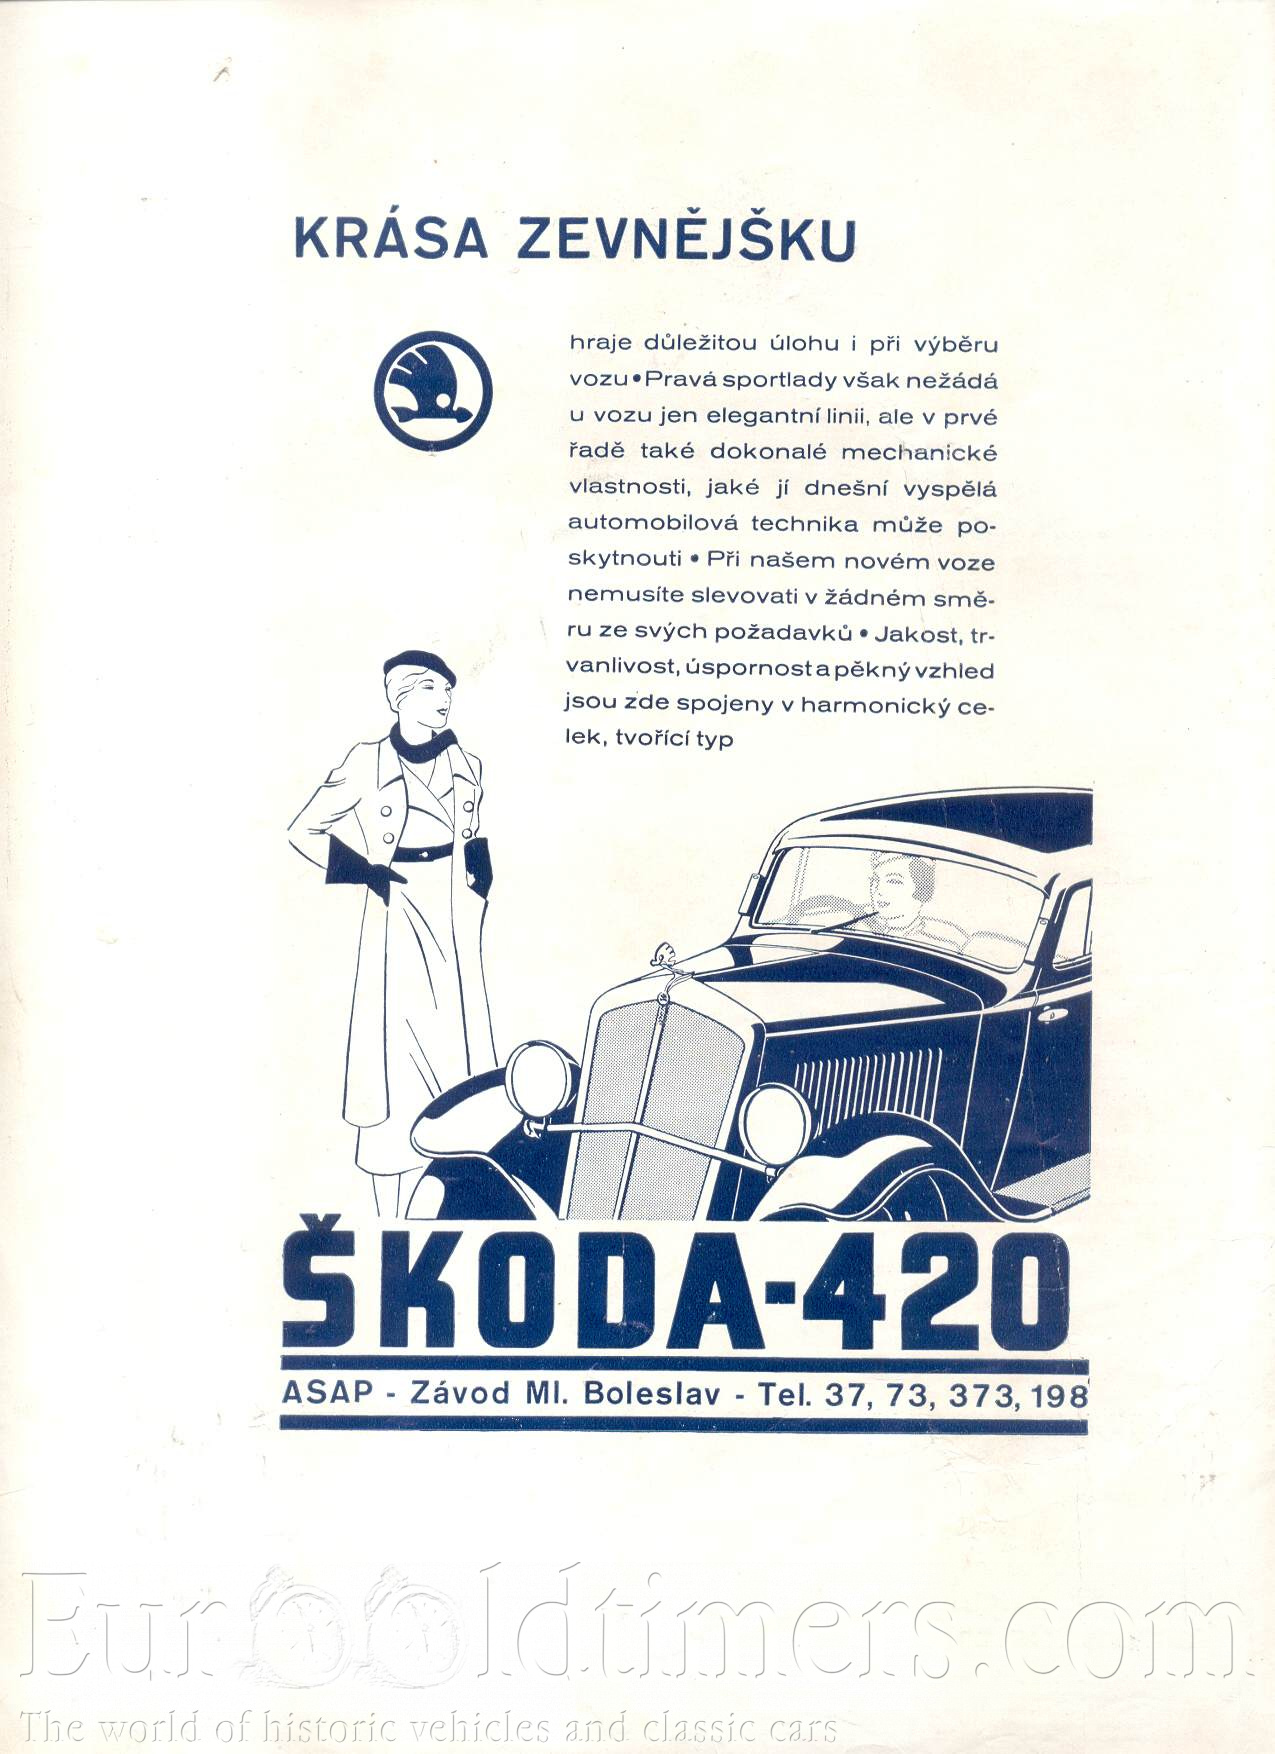 KRÁSA ZEVNĚJŠKU
hraje důležitou úlohu i při výběru
vozu • Pravá sportlady však nežádá
u vozu jen elegantní linii, ale v prvé
řadě také dokonalé mechanické
vlastnosti, jaké jí dnešní vyspělá
automobilová technika může po-
skytnouti • Při našem novém voze
nemusíte slevovati v žádném smě-
ru ze svých požadavků • Jakost, tr-
vanlivost, úspornost a pěkný vzhled
jsou zde spojeny v harmonický ce-
lek, tvořící typ
ŠKODA-420
ASAP - Závod Ml. Boleslav - Tel. 37, 73, 373, 198
Eurooldtimers.com
The world of historic vehicles and classic cars